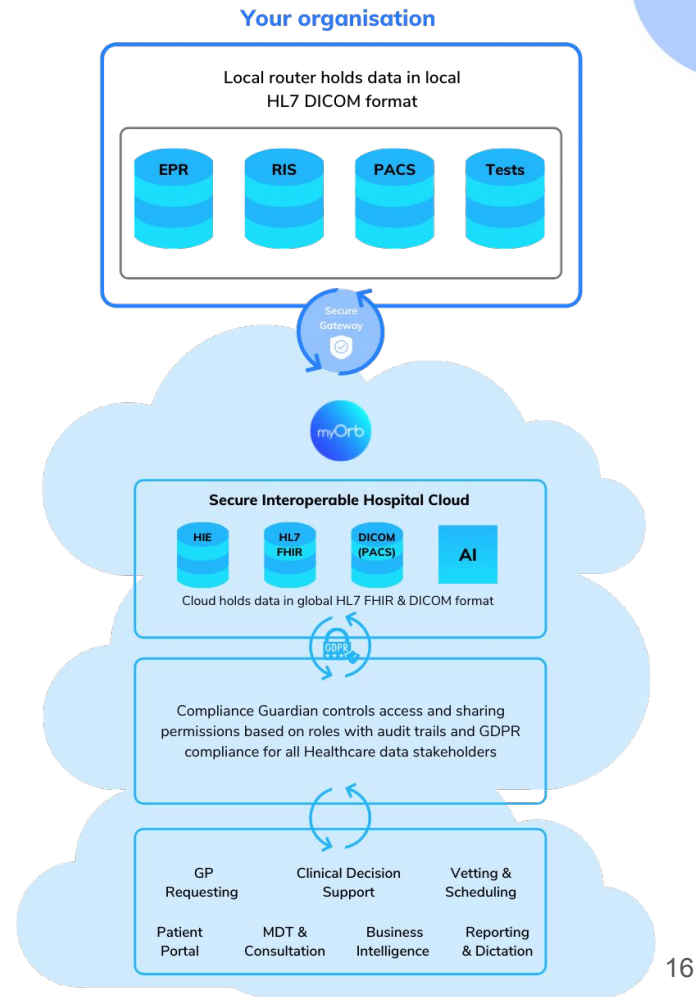 Your organisation
Local router holds data in local
HL7 DICOM format
EPR
RIS
PACS
Tests
Secure
Gateway
myOrb
Secure Interoperable Hospital Cloud
HIE
HL7
FHIR
DICOM
(PACS)
AI
Cloud holds data in global HL7 FHIR & DICOM format
GDPR
Compliance Guardian controls access and sharing
permissions based on roles with audit trails and GDPR
compliance for all Healthcare data stakeholders
GP
Requesting
Clinical Decision
Support
Vetting &
Scheduling
Patient
Portal
MDT &
Consultation
Business
Intelligence
Reporting
& Dictation
16